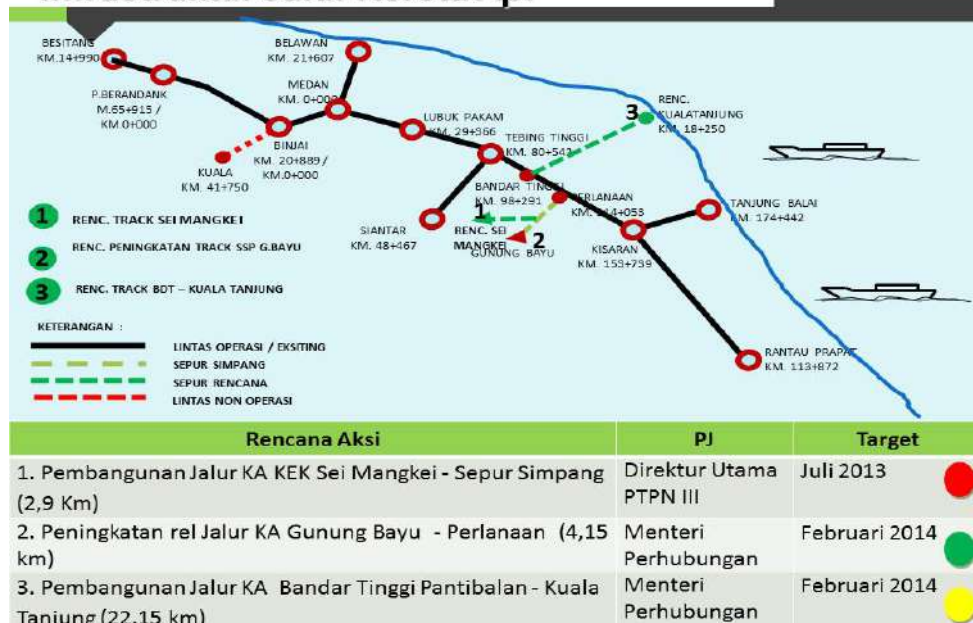 BESITANG
KM.14+990
P.BERANDANK
M.65+915 /
KM.0+000
BELAWAN
KM. 21+607
MEDAN
KM. 0+000
BINJAI
KM. 20+889 /
KM.0+000
KUALA
KM. 41+750
LUBUK PAKAM
KM. 29+366
TEBING TINGGI
KM. 80+542
3
RENC.
KUALATANJUNG
KM. 18+250
BANDAR TINGGI
KM. 98+291
PERLANAAN
KM. 144+053
SIANTAR
KM. 48+467
1
RENC. SEI
MANGKEI
2
GUNUNG BAYU
KISARAN
KM. 153+739
TANJUNG BALAI
KM. 174+442
RANTAU PRAPAT
KM. 113+872
1 RENC. TRACK SEI MANGKEI
2 RENC. PENINGKATAN TRACK SSP G.BAYU
3 RENC. TRACK BDT – KUALA TANJUNG
KETERANGAN :
LINTAS OPERASI / EKSITING
SEPUR SIMPANG
SEPUR RENCANA
LINTAS NON OPERASI
Rencana Aksi PJ Target
1. Pembangunan Jalur KA KEK Sei Mangkei - Sepur Simpang
(2,9 Km)
Direktur Utama
PTPN III
Juli 2013
2. Peningkatan rel Jalur KA Gunung Bayu - Perlanaan (4,15
km)
Menteri
Perhubungan
Februari 2014
3. Pembangunan Jalur KA Bandar Tinggi Pantibalan - Kuala
Tanjung (22,15 km)
Menteri
Perhubungan
Februari 2014